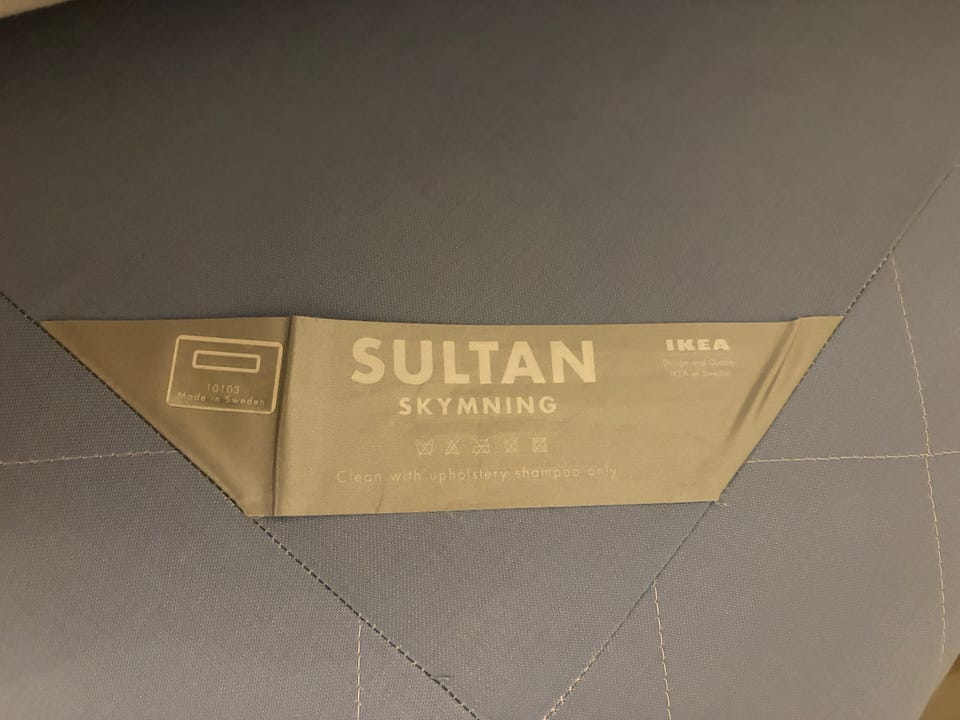 10103
Made in Sweden
SULTAN
SKYMNING
Clean with upholstery shampoo only
IKEA
Design and Quality
IKEA of Sweden